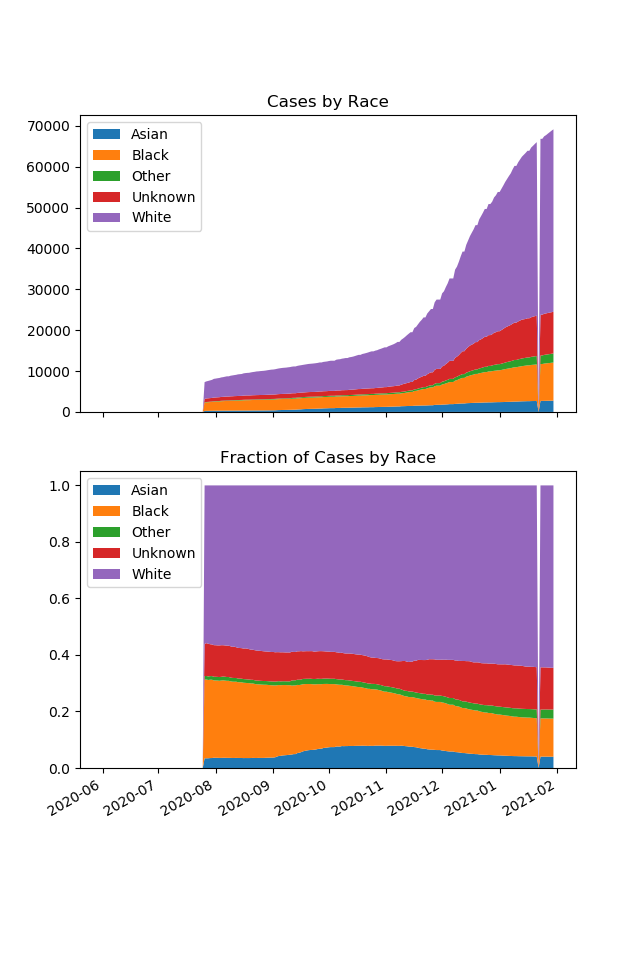 Cases by Race
70000
60000
50000
40000
30000
20000
10000
0
Asian
Black
Other
Unknown
White
Fraction of Cases by Race
1.0
0.8
0.6
0.4
0.2
0.0
Asian
Black
Other
Unknown
White
2020-06
2020-07
2020-08
2020-09
2020-10
2020-11
2020-12
2021-01
2021-02